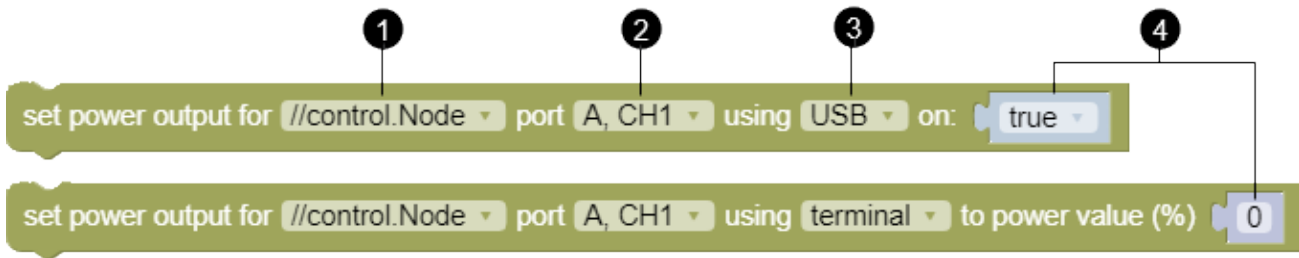 1 2 3 4
set power output for //control.Node port A, CH1 using USB on: true
set power output for //control.Node port A, CH1 using terminal to power value (%) 0